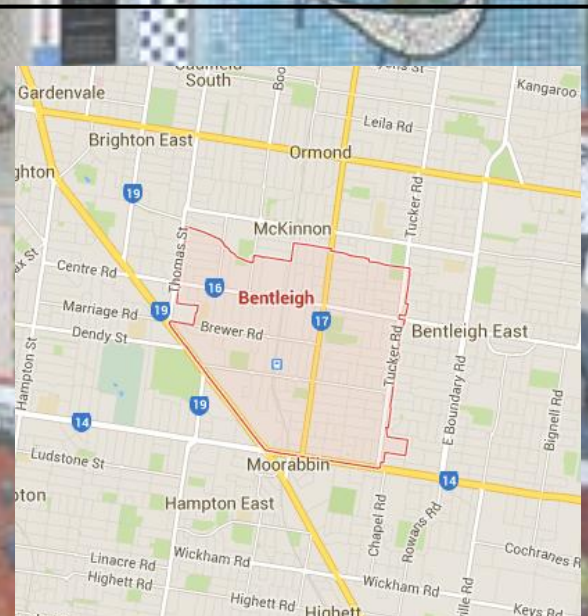 South
Gardenvale
Kangaroo
Leila Rd
Brighton East
Ormond
19
Tucker Rd
McKinnon
Thomas St
Centre Rd
16
Bentleigh
Marriage Rd
19
17
Brewer Rd
Bentleigh East
Dendy St
Tucker Rd
Hampton St
E Boundary Rd
Bignell Rd
19
14
Ludstone St
Moorabbin
14
Hampton East
Chapel Rd
Rowans Rd
Cochranes R
Wickham Rd
Linacre Rd
Highett Rd
Wickham Rd
Highett Rd
Highett
Keys Rd